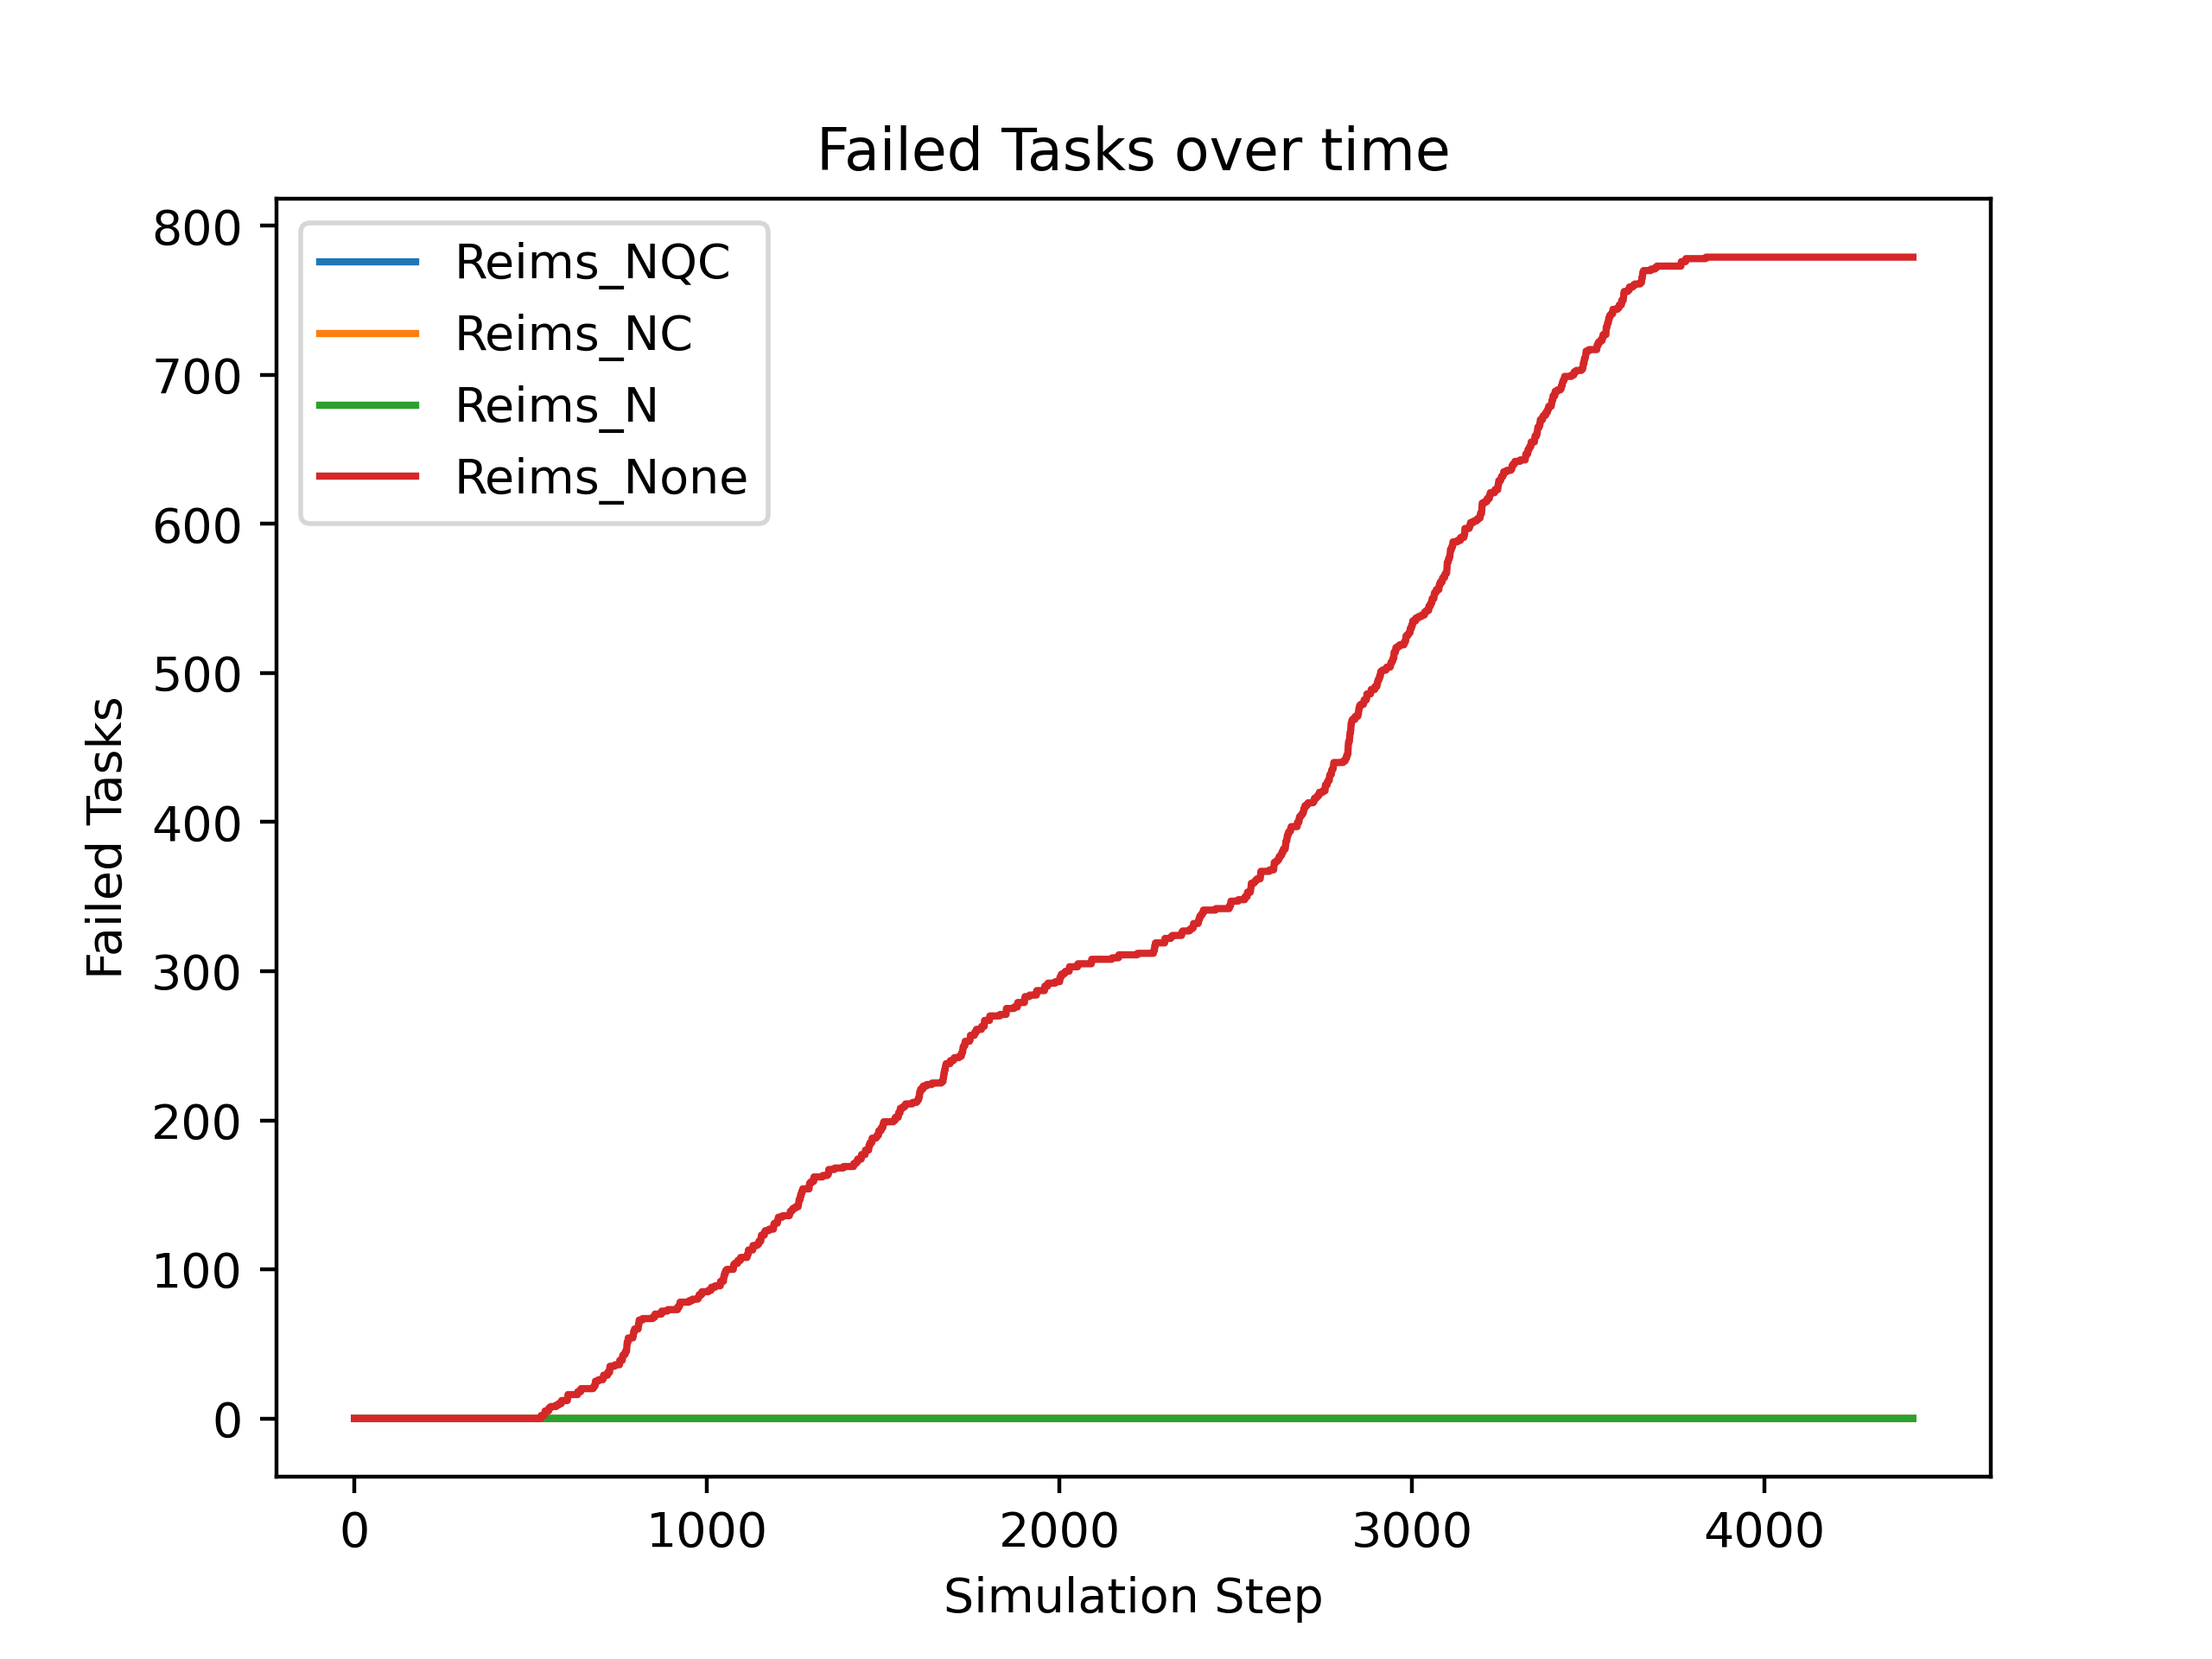 Failed Tasks over time
Failed Tasks
800
700
600
500
400
300
200
100
0
Reims_NQC
Reims_NC
Reims_N
Reims_None
0 1000 2000 3000 4000
Simulation Step